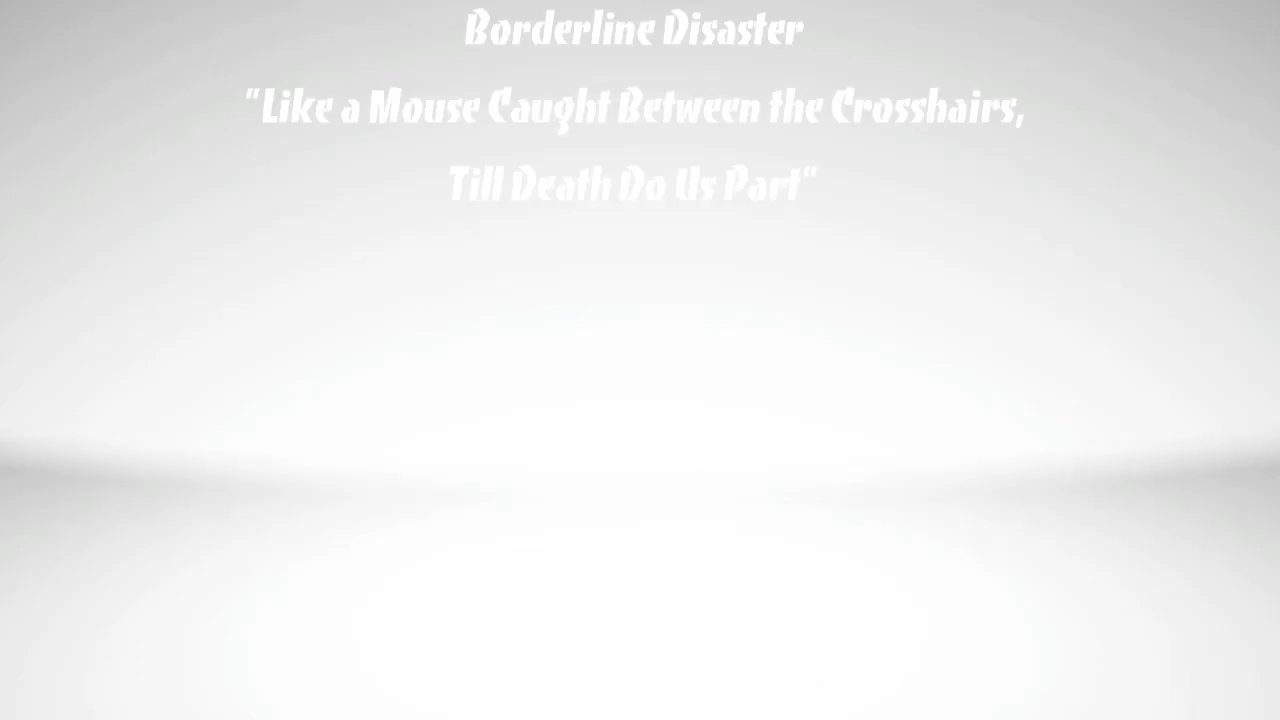 Borderline Disaster
"Like a Mouse Caught Between the Crosshairs,
Till Death Do Us Part"